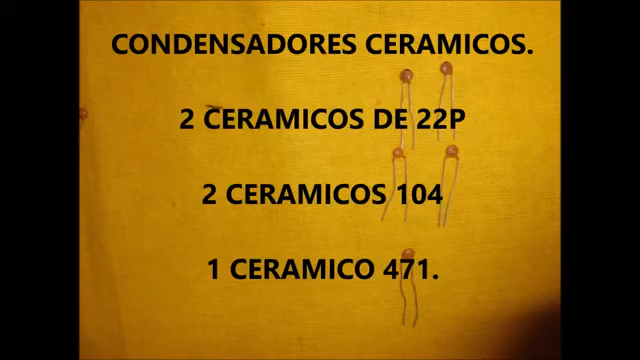 CONDENSADORES CERAMICOS.
2 CERAMICOS DE 22P
2 CERAMICOS 104
1 CERAMICO 471.